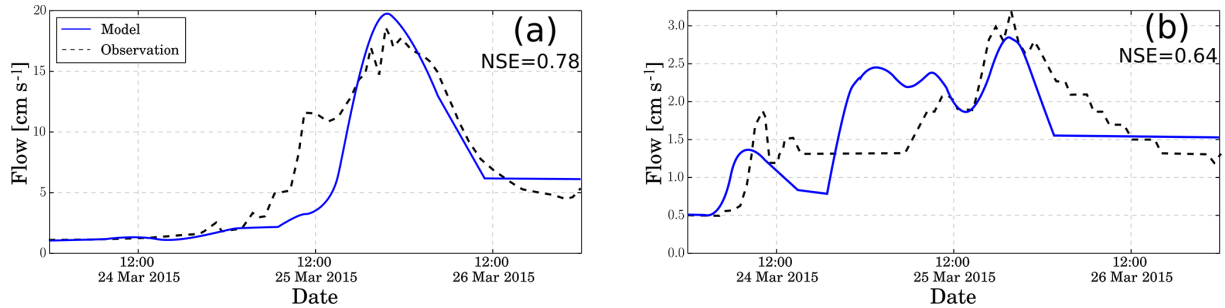 (a)
NSE=0.78
Model
Observation
20
15
10
5
0
Flow [cm s⁻¹]
12:00
24 Mar 2015
12:00
25 Mar 2015
12:00
26 Mar 2015
Date
(b)
NSE=0.64
3.0
2.5
2.0
1.5
1.0
0.5
0.0
Flow [cm s⁻¹]
12:00
24 Mar 2015
12:00
25 Mar 2015
12:00
26 Mar 2015
Date